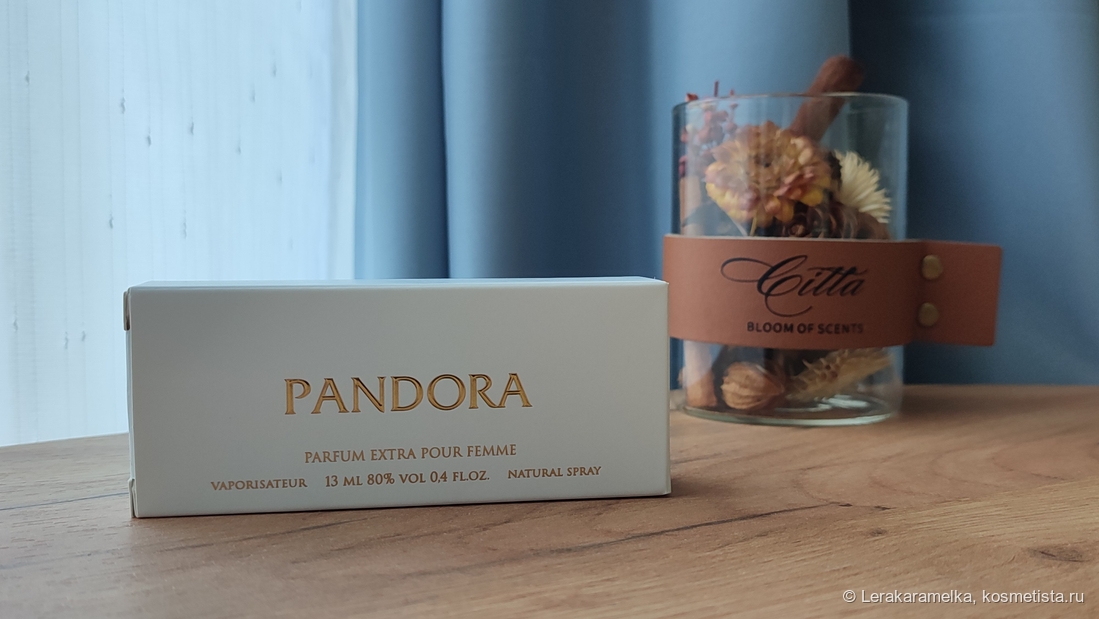 PANDORA
PARFUM EXTRA POUR FEMME
VAPORISATEUR 13 ML 80% VOL 0,4 FL.OZ. NATURAL SPRAY
Citta
BLOOM OF SCENTS
© Lerakaramelka, kosmetista.ru